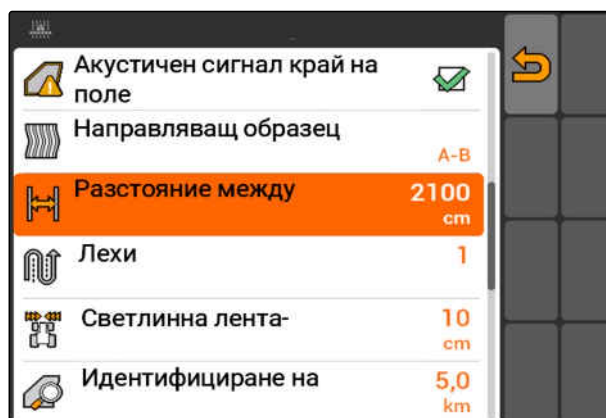 Акустичен сигнал край на
поле
Направляващ образец
A-B
Разстояние между
2100
cm
Лехи
1
Светлинна лента-
10
cm
Идентифициране на
5,0
km